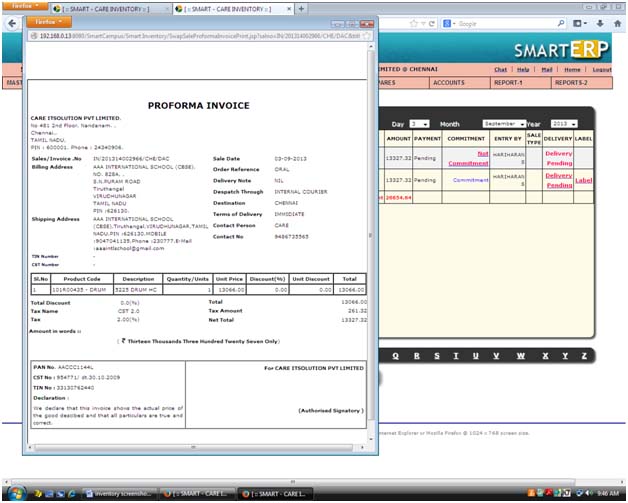 Firefox
[ :: SMART - CARE INVENTORY :: ]
[ :: SMART - CARE INVENTORY :: ]
Firefox
[ :: SMART - CARE INVENTORY :: ]
192.168.0.13:8080/SmartCampus/Smart Inventory/SwapSaleProformaInvoicePrint.jsp?salno=IN/201314002966/CHE/DAC&titl
Google
SMARTERP
IMITED @ CHENNAI
Chat | Help | Mail | Home | Logout
MAST
PARES
ACCOUNTS
REPORT-1
REPORTS-2
PROFORMA INVOICE
CARE ITSOLUTION PVT LIMITED.
No 481 2nd Floor, Nandanam, .
Chennai..
TAMIL NADU,
PIN : 600001. Phone : 24340906.
Sales/Invoice .No IN/201314002966/CHE/DAC
Billing Address AAA INTERNATIONAL SCHOOL (CBSE).
NO. 828A, .
S.N.PURAM ROAD
Tiruthangal
VIRUDHUNAGAR
TAMIL NADU
PIN :626130.
Shipping Address AAA INTERNATIONAL SCHOOL
(CBSE),Tiruthangal,VIRUDHUNAGAR,TAMIL
NADU.PIN :626130.MOBILE
:9047041135,Phone :230777,E-Mail
:aaaintlschool@gmail.com
TIN Number -
CST Number -
Sale Date 03-09-2013
Order Reference ORAL
Delivery Note NIL
Despatch Through INTERNAL COURIER
Destination CHENNAI
Terms of Delivery IMMEDIATE
Contact Person CARE
Contact No 9486735565
Sl.No Product Code Description Quantity/Units Unit Price Discount(%) Unit Discount Total
1 101R00435 - DRUM 5225 DRUM HC 1 13066.00 0.00 0.00 13066.00
Total Discount 0.0(%) Total 13066.00
Tax Name CST 2.0 Tax Amount 261.32
Tax 2.00(%) Net Total 13327.32
Amount in words ::
( ₹ Thirteen Thousands Three Hundred Twenty Seven Only)
PAN No. AACCC1144L
CST No : 954771/ dt.30.10.2009
TIN No : 33130762440
Declaration :
We declare that this invoice shows the actual price of
the good described and that all particulars are true and
correct.
For CARE ITSOLUTION PVT LIMITED
(Authorised Signatory )
Day 3 Month September Year 2013
AMOUNT PAYMENT COMMITMENT ENTRY BY SALE TYPE DELIVERY LABEL
13327.32 Pending Not Commitment HARIHARAN S Delivery Pending
13327.32 Pending Commitment HARIHARAN S Delivery Pending Label
26654.64
Q R S T U V W X Y Z
nternet Explorer or Mozilla Firefox @ 1024 x 768 screen size.
inventory screensho...
[ :: SMART - CARE I...
[ :: SMART - CARE I...
9:46 AM